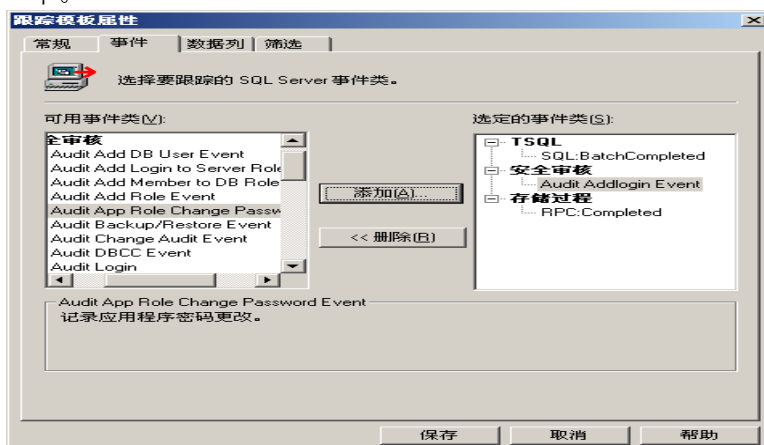 跟踪模板属性
常规 事件 数据列 筛选
选择要跟踪的 SQL Server 事件类。
可用事件类(V):
全审核
Audit Add DB User Event
Audit Add Login to Server Role
Audit Add Member to DB Role
Audit Add Role Event
Audit App Role Change Passw
Audit Backup/Restore Event
Audit Change Audit Event
Audit DBCC Event
Audit Login
添加(A)...
<< 删除(R)
选定的事件类(S):
TSQL
SQL:BatchCompleted
安全审核
Audit Addlogin Event
存储过程
RPC:Completed
Audit App Role Change Password Event
记录应用程序密码更改。
保存 取消 帮助